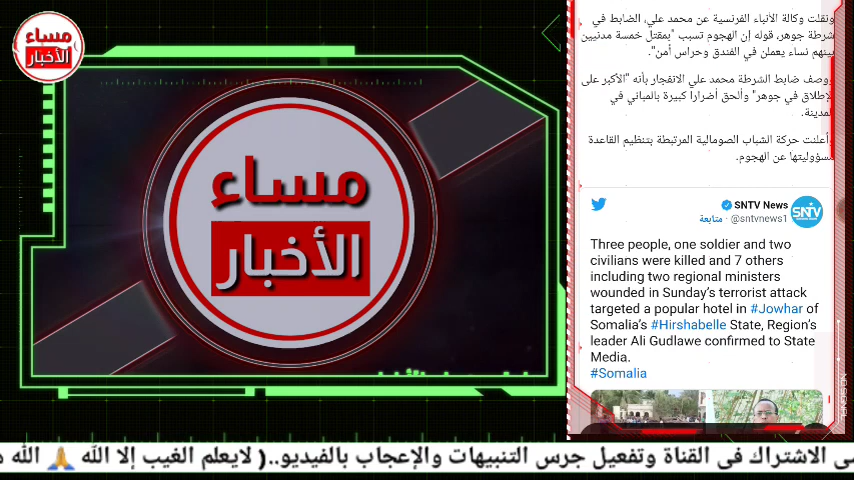 مساء
الأخبار
مساء
الأخبار
ونقلت وكالة الأنباء الفرنسية عن محمد علي، الضابط في
شرطة جوهر، قوله إن الهجوم تسبب "بمقتل خمسة مدنيين
بينهم نساء يعملن في الفندق وحراس أمن".
ووصف ضابط الشرطة محمد علي الانفجار بأنه "الأكبر على
الإطلاق في جوهر" وألحق أضرارا كبيرة بالمباني في
المدينة.
وأعلنت حركة الشباب الصومالية المرتبطة بتنظيم القاعدة
مسؤوليتها عن الهجوم.
SNTV News
@sntvnews1 · متابعة
SNTV
Three people, one soldier and two
civilians were killed and 7 others
including two regional ministers
wounded in Sunday's terrorist attack
targeted a popular hotel in #Jowhar of
Somalia's #Hirshabelle State, Region's
leader Ali Gudlawe confirmed to State
Media.
#Somalia
الاشتراك فى القناة وتفعيل جرس التنبيهات والإعجاب بالفيديو..( لايعلم الغيب إلا الله 🙏 الله